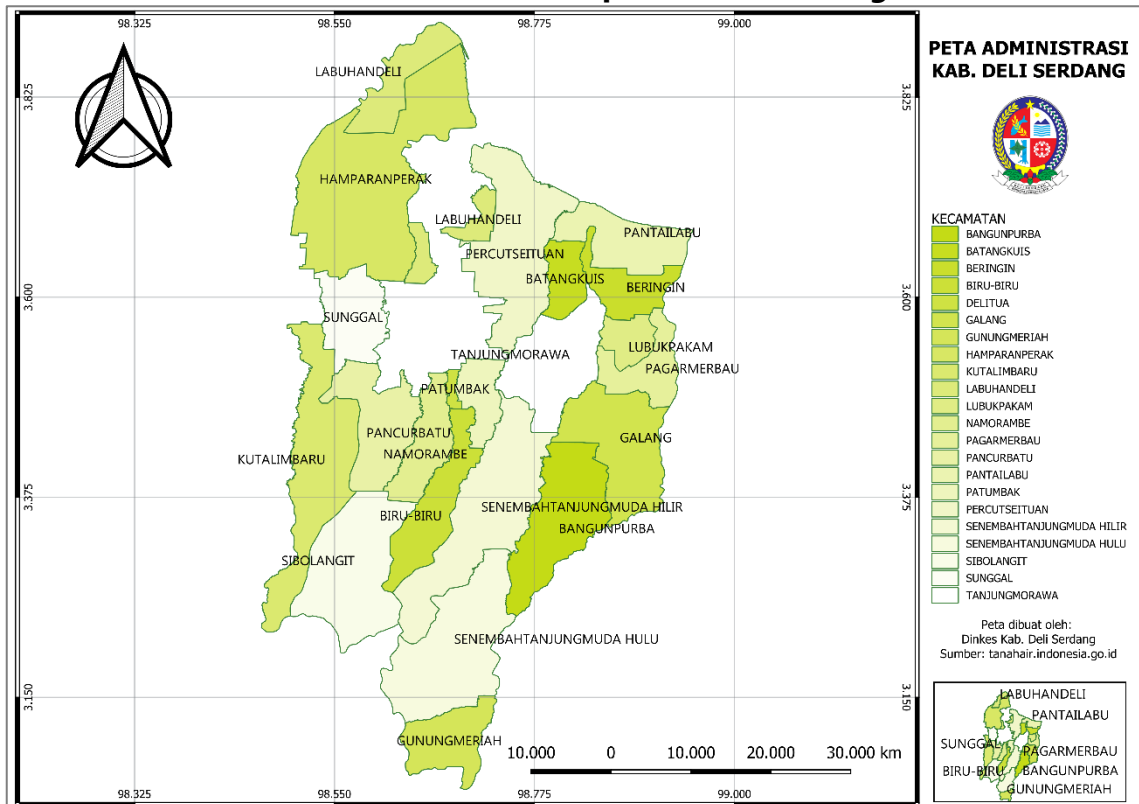 98.325 98.550 98.775 99.000
3.825 3.825
3.600 3.600
3.375 3.375
3.150 3.150
98.325 98.550 98.775 99.000
LABUHANDELI
HAMPARANPERAK
LABUHANDELI
PANTAILABU
PERCUTSEITUAN
BATANGKUIS
BERINGIN
SUNGGAL
LUBUKPAKAM
TANJUNGMORAWA
PAGARMERBAU
PATUMBAK
PANCURBATU
GALANG
NAMORAMBE
KUTALIMBARU
SENEMBAHTANJUNGMUDA HILIR
BIRU-BIRU
BANGUNPURBA
SIBOLANGIT
SENEMBAHTANJUNGMUDA HULU
GUNUNGMERIAH
10.000 0 10.000 20.000 30.000 km
PETA ADMINISTRASI
KAB. DELI SERDANG
KECAMATAN
BANGUNPURBA
BATANGKUIS
BERINGIN
BIRU-BIRU
DELITUA
GALANG
GUNUNGMERIAH
HAMPARANPERAK
KUTALIMBARU
LABUHANDELI
LUBUKPAKAM
NAMORAMBE
PAGARMERBAU
PANCURBATU
PANTAILABU
PATUMBAK
PERCUTSEITUAN
SENEMBAHTANJUNGMUDA HILIR
SENEMBAHTANJUNGMUDA HULU
SIBOLANGIT
SUNGGAL
TANJUNGMORAWA
Peta dibuat oleh:
Dinkes Kab. Deli Serdang
Sumber: tanahair.indonesia.go.id
LABUHANDELI
PANTAILABU
SUNGGAL
PAGARMERBAU
BIRU-BIRU
BANGUNPURBA
GUNUNGMERIAH